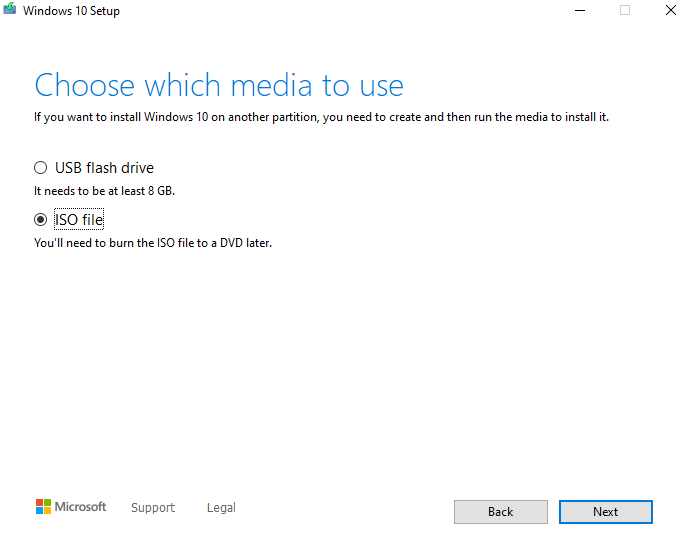 Windows 10 Setup
Choose which media to use
If you want to install Windows 10 on another partition, you need to create and then run the media to install it.
USB flash drive
It needs to be at least 8 GB.
ISO file
You'll need to burn the ISO file to a DVD later.
Microsoft Support Legal Back Next